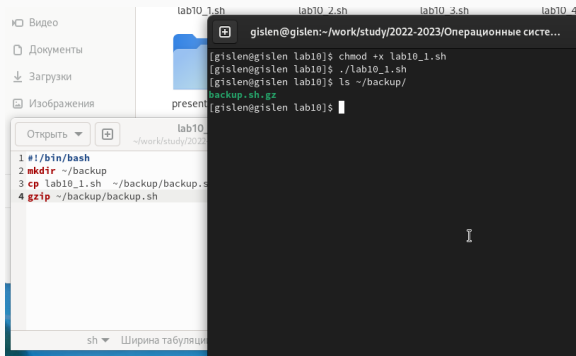 lab10_1.sh
lab10_2.sh
lab10_3.sh
Видео
Документы
Загрузки
Изображения
present
Открыть
lab10_
~/work/study/2022-
1 #!/bin/bash
2 mkdir ~/backup
3 cp lab10_1.sh  ~/backup/backup.s
4 gzip ~/backup/backup.sh
sh
Ширина табуляци
gislen@gislen:~/work/study/2022-2023/Операционные систе...
[gislen@gislen lab10]$ chmod +x lab10_1.sh
[gislen@gislen lab10]$ ./lab10_1.sh
[gislen@gislen lab10]$ ls ~/backup/
backup.sh.gz
[gislen@gislen lab10]$